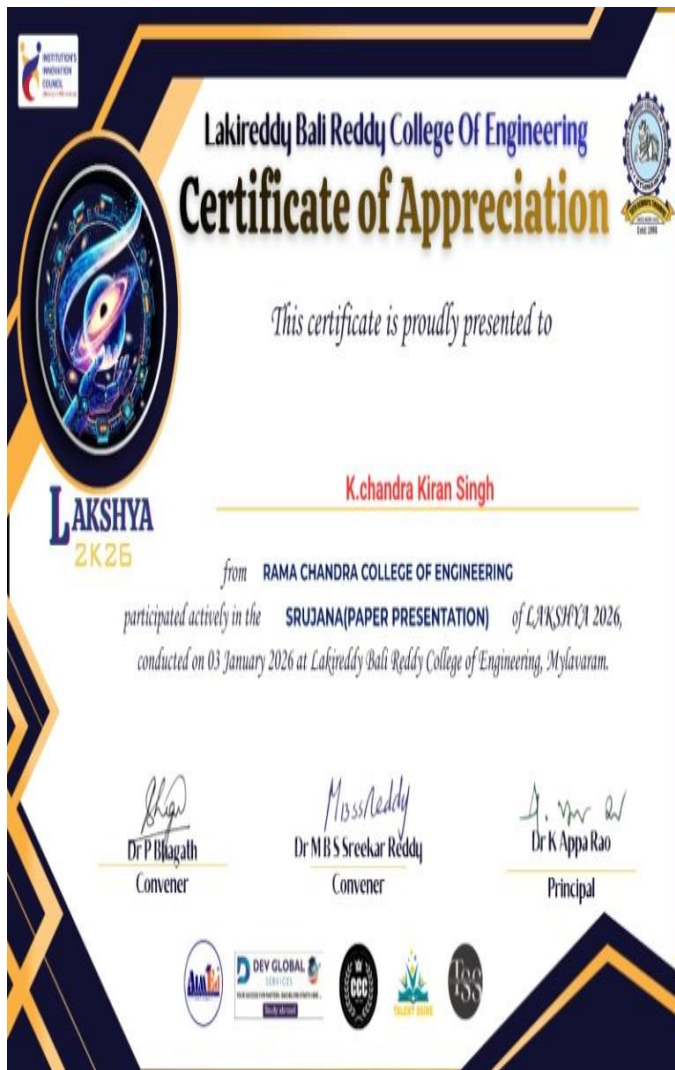 INSTITUTION'S
INNOVATION
COUNCIL
Lakireddy Bali Reddy College Of Engineering
Certificate of Appreciation
Estd: 1998
This certificate is proudly presented to
K.chandra Kiran Singh
LAKSHYA
2K26
from RAMA CHANDRA COLLEGE OF ENGINEERING
participated actively in the SRUJANA(PAPER PRESENTATION) of LAKSHYA 2026,
conducted on 03 January 2026 at Lakireddy Bali Reddy College of Engineering, Mylavaram.
MBSSReddy
Dr P Bhagath
Convener
Dr M B S Sreekar Reddy
Convener
Dr K Appa Rao
Principal
DEV GLOBAL
SERVICES
Study abroad
CCC
TALENT GUIDE
TSS